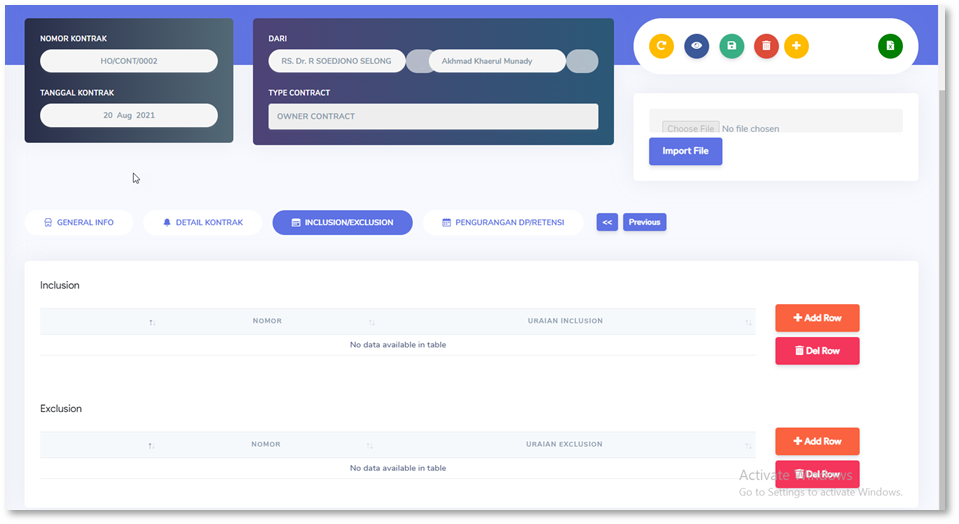 NOMOR KONTRAK
HO/CONT/0002
TANGGAL KONTRAK
20 Aug 2021
DARI
RS. Dr. R SOEDJONO SELONG
Akhmad Khaerul Munady
TYPE CONTRACT
OWNER CONTRACT
Choose File No file chosen
Import File
GENERAL INFO
DETAIL KONTRAK
INCLUSION/EXCLUSION
PENGURANGAN DP/RETENSI
<<
Previous
Inclusion
NOMOR
URAIAN INCLUSION
No data available in table
Add Row
Del Row
Exclusion
NOMOR
URAIAN EXCLUSION
No data available in table
Add Row
Del Row
Activate Windows
Go to Settings to activate Windows.